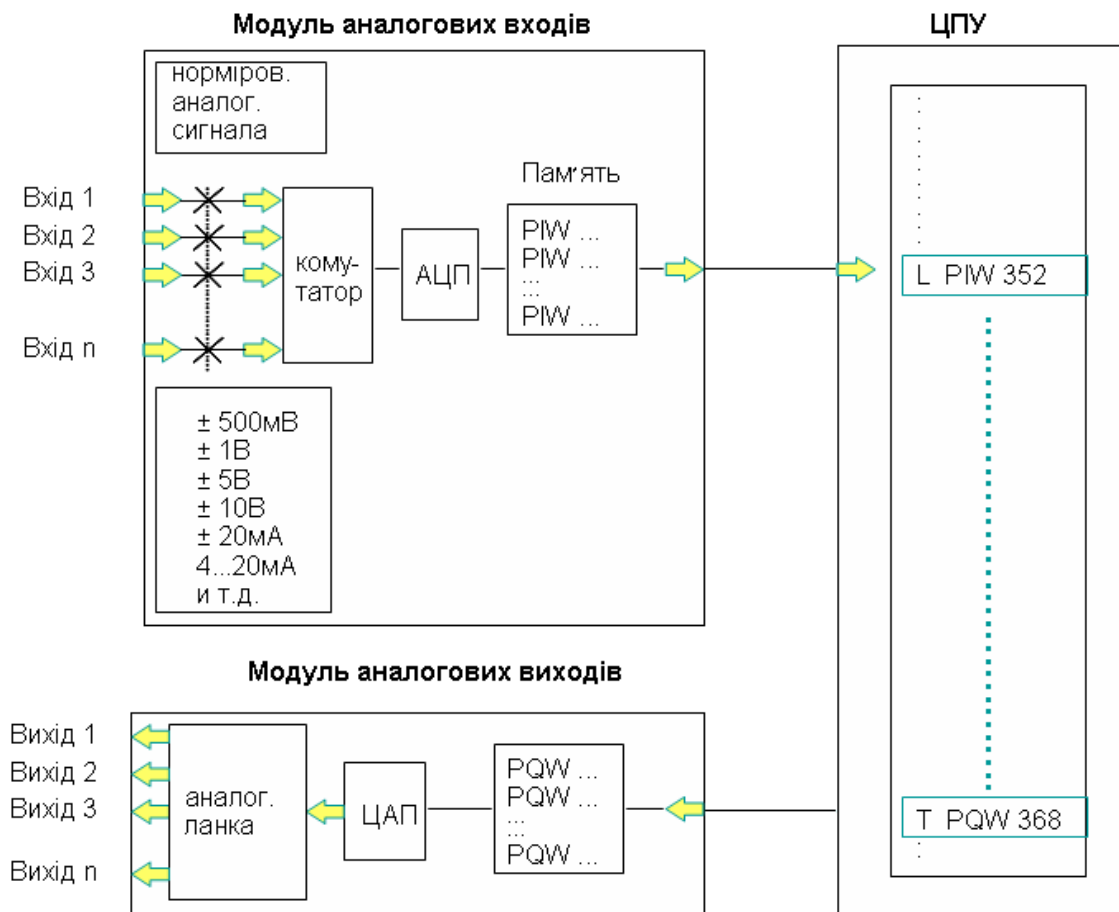 Модуль аналогових входів
ЦПУ
норміров.
аналог.
сигнала
Вхід 1
Вхід 2
Вхід 3
Вхід n
кому-
татор
АЦП
Пам'ять
PIW ...
PIW ...
...
PIW ...
L PIW 352
± 500мВ
± 1В
± 5В
± 10В
± 20мА
4...20мА
и т.д.
Модуль аналогових виходів
Вихід 1
Вихід 2
Вихід 3
Вихід n
аналог.
ланка
ЦАП
PQW ...
PQW ...
...
PQW ...
T PQW 368